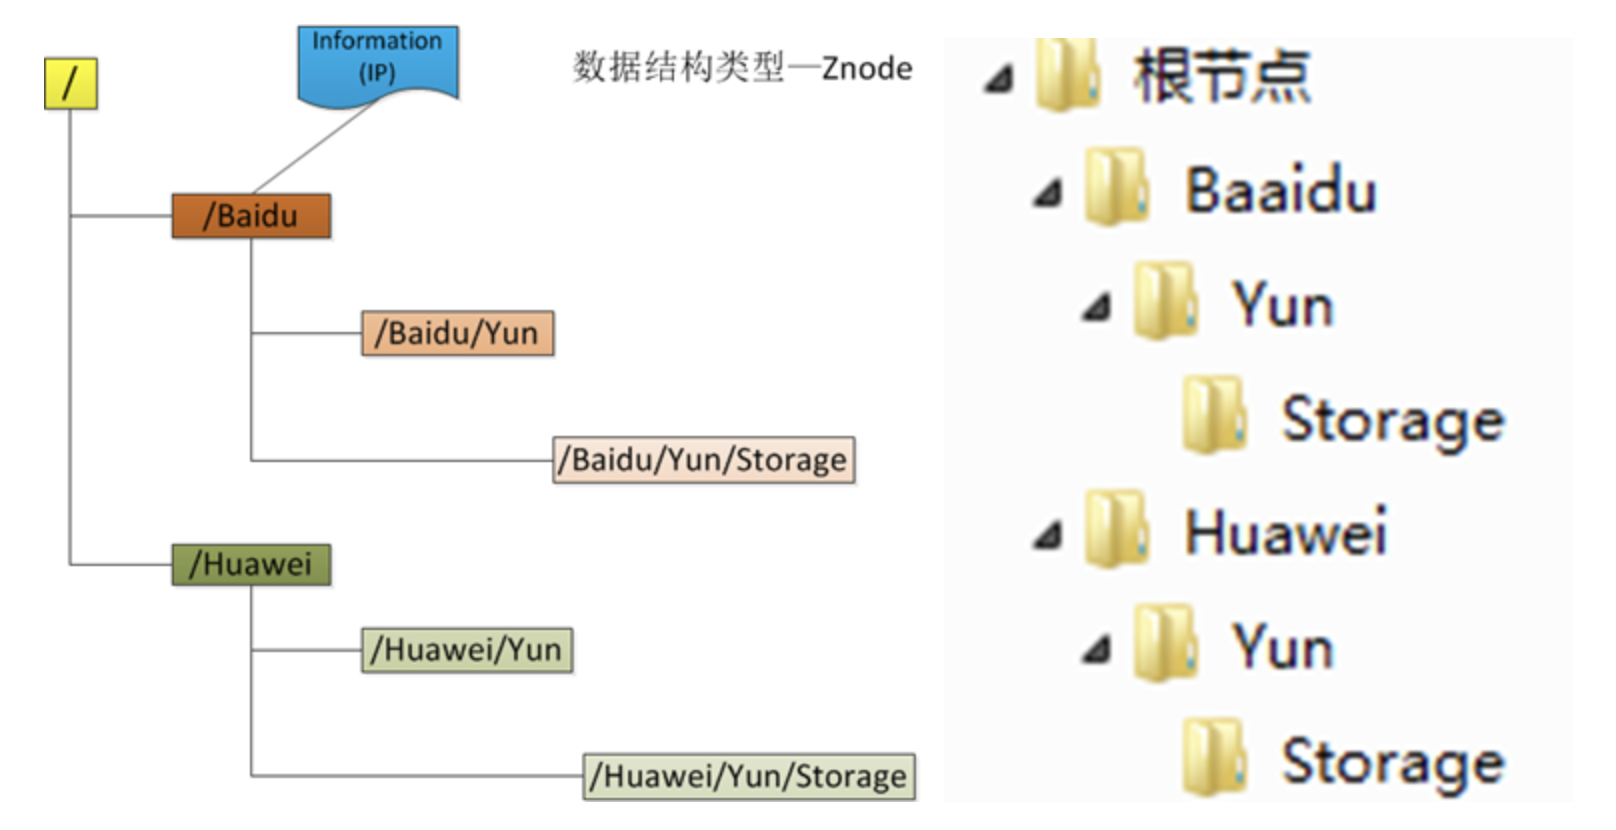 /
Information
(IP)
数据结构类型—Znode
/Baidu
/Baidu/Yun
/Baidu/Yun/Storage
/Huawei
/Huawei/Yun
/Huawei/Yun/Storage
根节点
Baaidu
Yun
Storage
Huawei
Yun
Storage